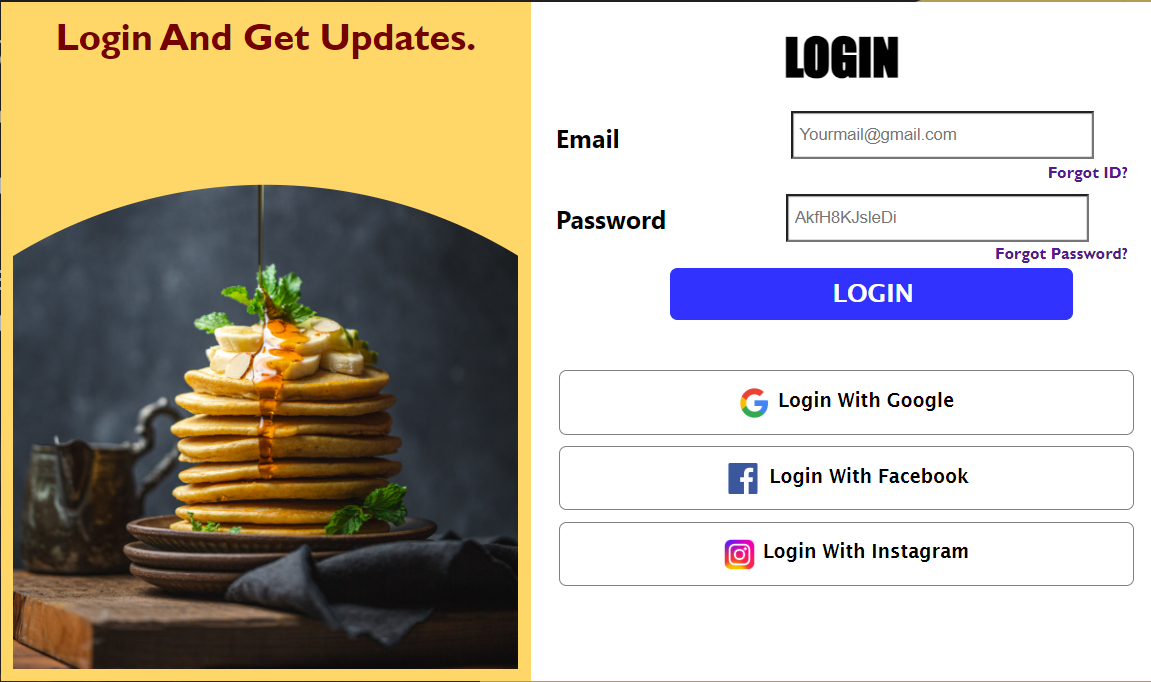 Login And Get Updates.
LOGIN
Email
Yourmail@gmail.com
Forgot ID?
Password
AkfH8KJsleDi
Forgot Password?
LOGIN
Login With Google
Login With Facebook
Login With Instagram